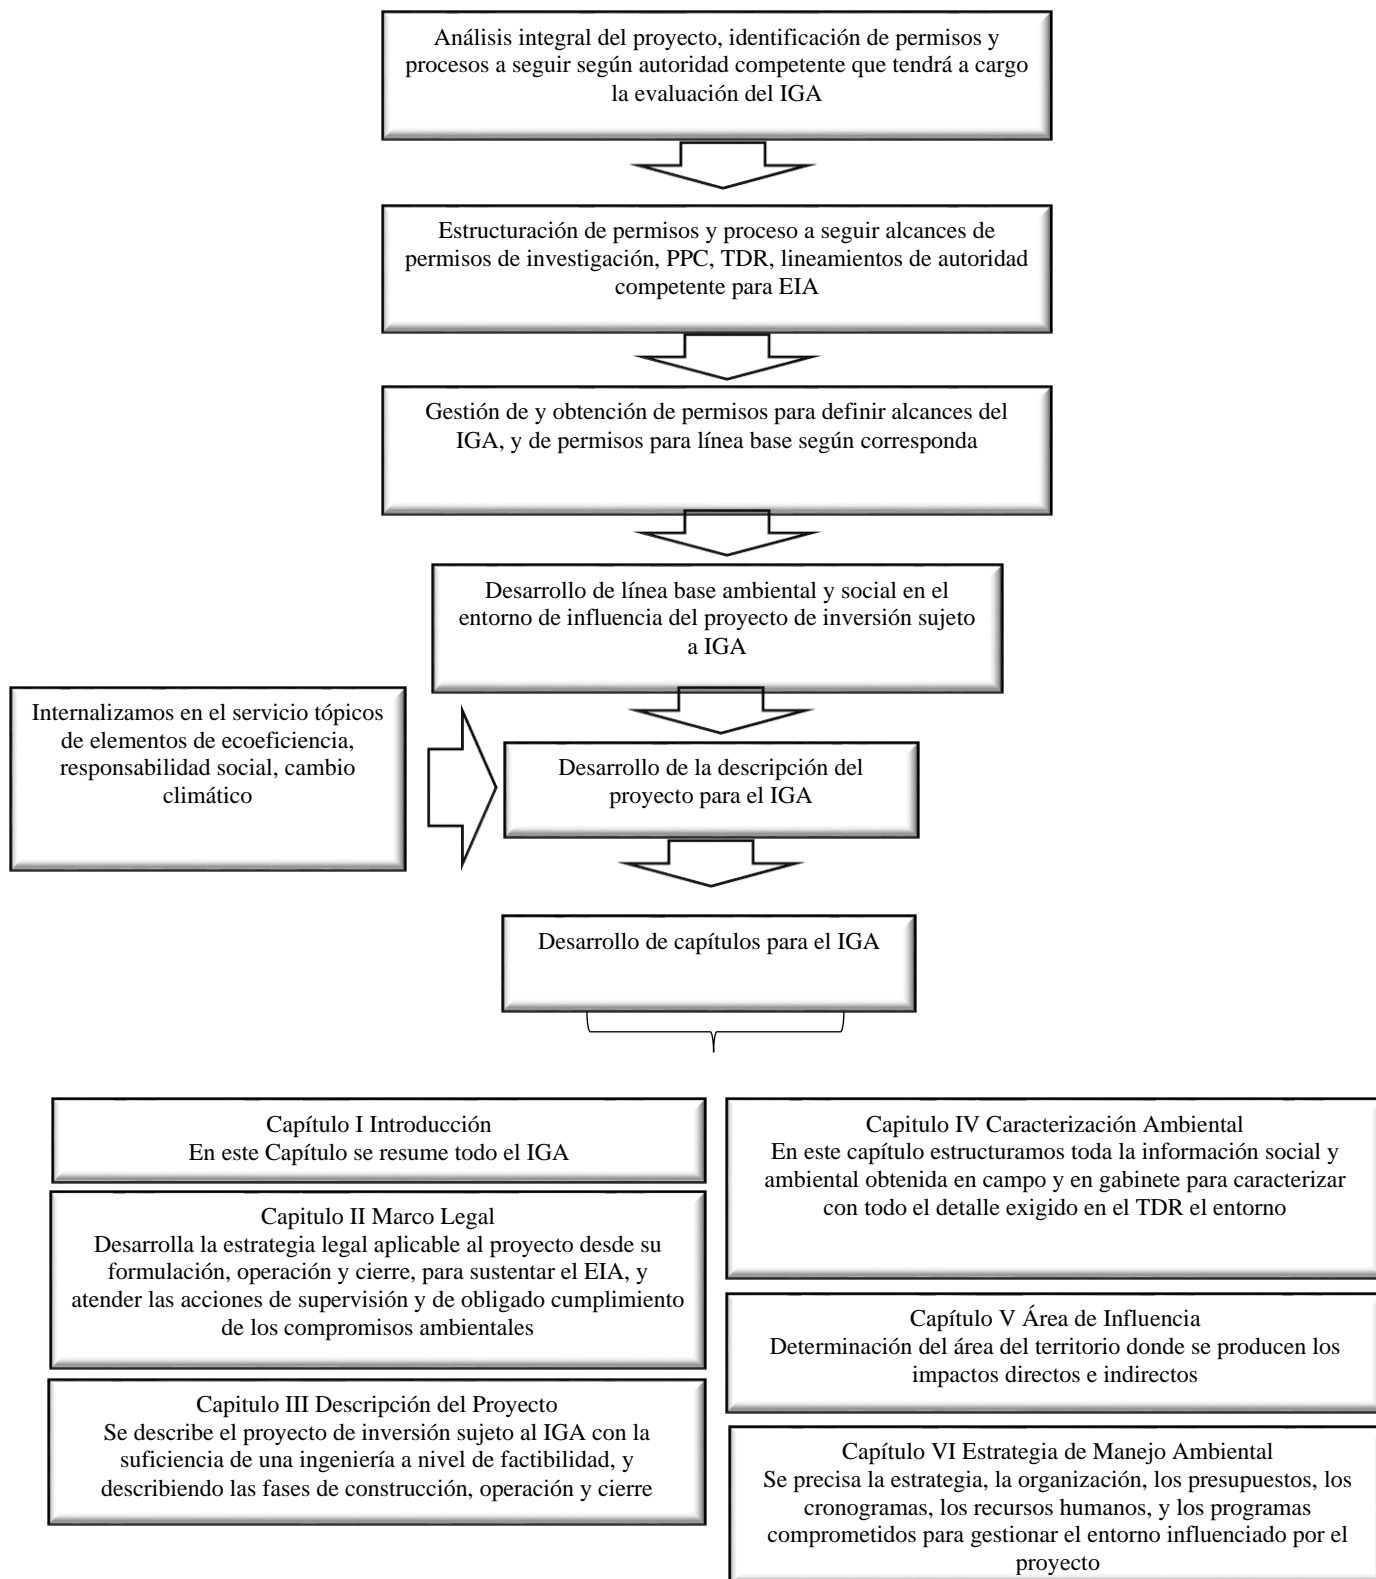 Análisis integral del proyecto, identificación de permisos y
procesos a seguir según autoridad competente que tendrá a cargo
la evaluación del IGA
Estructuración de permisos y proceso a seguir alcances de
permisos de investigación, PPC, TDR, lineamientos de autoridad
competente para EIA
Gestión de y obtención de permisos para definir alcances del
IGA, y de permisos para línea base según corresponda
Desarrollo de línea base ambiental y social en el
entorno de influencia del proyecto de inversión sujeto
a IGA
Internalizamos en el servicio tópicos
de elementos de ecoeficiencia,
responsabilidad social, cambio
climático
Desarrollo de la descripción del
proyecto para el IGA
Desarrollo de capítulos para el IGA
Capítulo I Introducción
En este Capítulo se resume todo el IGA
Capitulo II Marco Legal
Desarrolla la estrategia legal aplicable al proyecto desde su
formulación, operación y cierre, para sustentar el EIA, y
atender las acciones de supervisión y de obligado cumplimiento
de los compromisos ambientales
Capitulo III Descripción del Proyecto
Se describe el proyecto de inversión sujeto al IGA con la
suficiencia de una ingeniería a nivel de factibilidad, y
describiendo las fases de construcción, operación y cierre
Capitulo IV Caracterización Ambiental
En este capítulo estructuramos toda la información social y
ambiental obtenida en campo y en gabinete para caracterizar
con todo el detalle exigido en el TDR el entorno
Capítulo V Área de Influencia
Determinación del área del territorio donde se producen los
impactos directos e indirectos
Capítulo VI Estrategia de Manejo Ambiental
Se precisa la estrategia, la organización, los presupuestos, los
cronogramas, los recursos humanos, y los programas
comprometidos para gestionar el entorno influenciado por el
proyecto